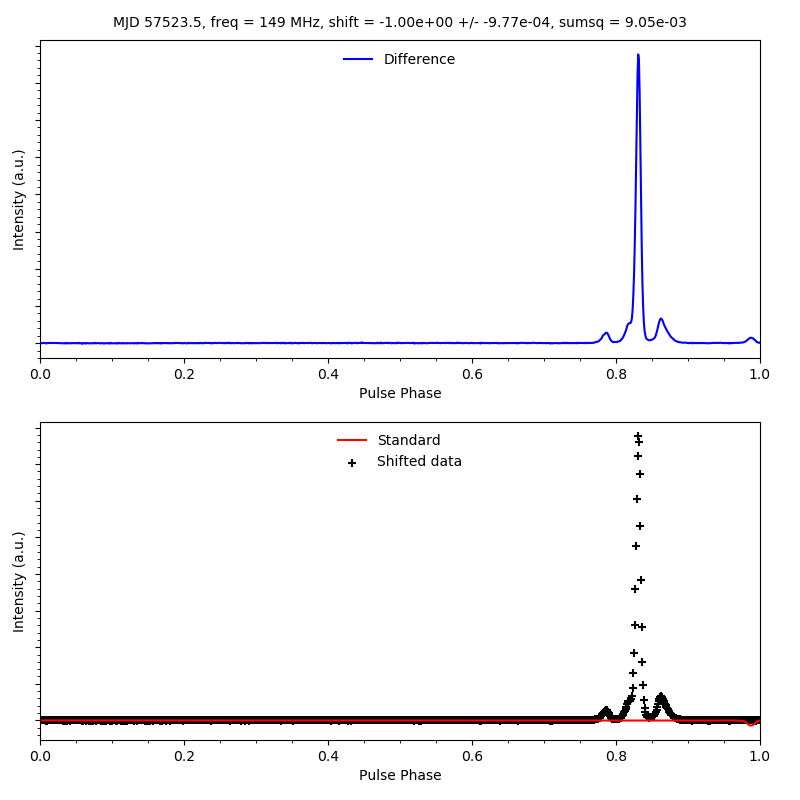 MJD 57523.5, freq = 149 MHz, shift = -1.00e+00 +/- -9.77e-04, sumsq = 9.05e-03
Difference
Intensity (a.u.)
0.0 0.2 0.4 0.6 0.8 1.0
Pulse Phase
Standard
Shifted data
Intensity (a.u.)
0.0 0.2 0.4 0.6 0.8 1.0
Pulse Phase